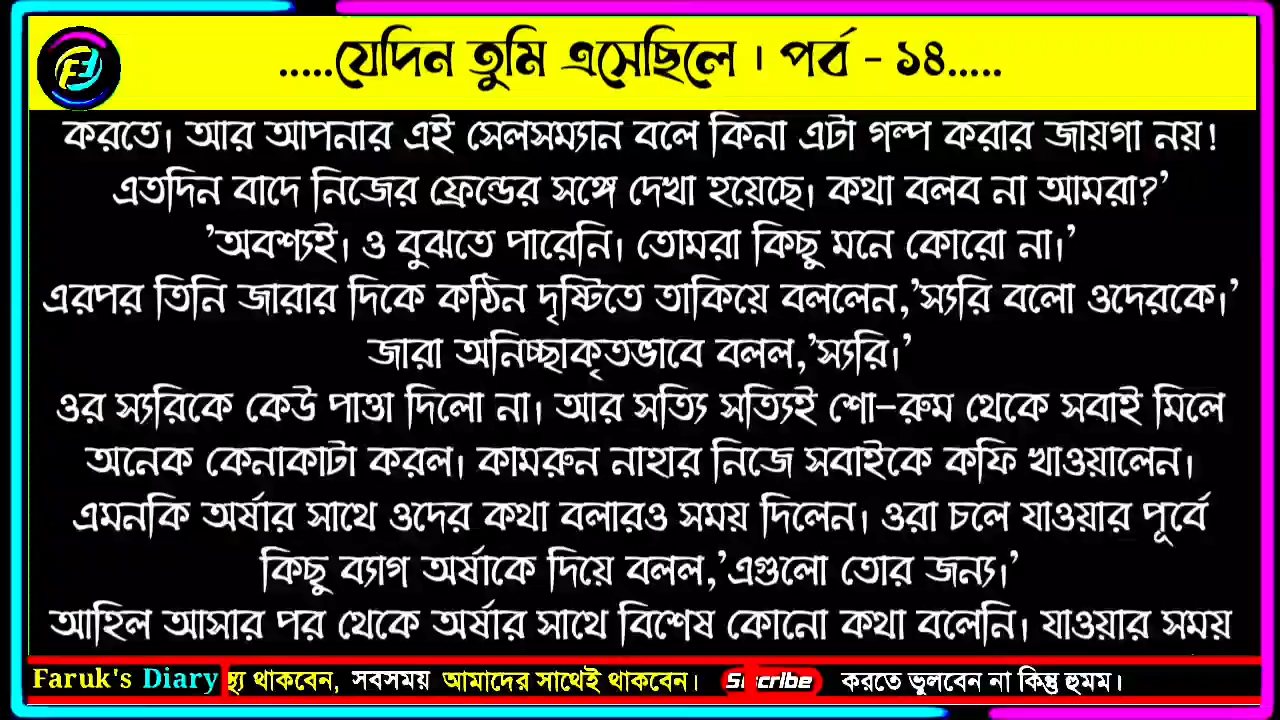 .....যেদিন তুমি এসেছিলে । পর্ব - ১৪.....
করতে। আর আপনার এই সেলসম্যান বলে কিনা এটা গল্প করার জায়গা নয়!
এতদিন বাদে নিজের ফ্রেন্ডের সঙ্গে দেখা হয়েছে। কথা বলব না আমরা?’
’অবশ্যই। ও বুঝতে পারেনি। তোমরা কিছু মনে কোরো না।’
এরপর তিনি জারার দিকে কঠিন দৃষ্টিতে তাকিয়ে বললেন,’স্যরি বলো ওদেরকে।’
জারা অনিচ্ছাকৃতভাবে বলল,’স্যরি।’
ওর স্যরিকে কেউ পাত্তা দিলো না। আর সত্যি সত্যিই শো-রুম থেকে সবাই মিলে
অনেক কেনাকাটা করল। কামরুন নাহার নিজে সবাইকে কফি খাওয়ালেন।
এমনকি অর্ষার সাথে ওদের কথা বলারও সময় দিলেন। ওরা চলে যাওয়ার পূর্বে
কিছু ব্যাগ অর্ষাকে দিয়ে বলল,’এগুলো তোর জন্য।’
আহিল আসার পর থেকে অর্ষার সাথে বিশেষ কোনো কথা বলেনি। যাওয়ার সময়
Faruk's Diary থাকবেন, সবসময় আমাদের সাথেই থাকবেন। করতে ভুলবেন না কিন্তু হুমম।